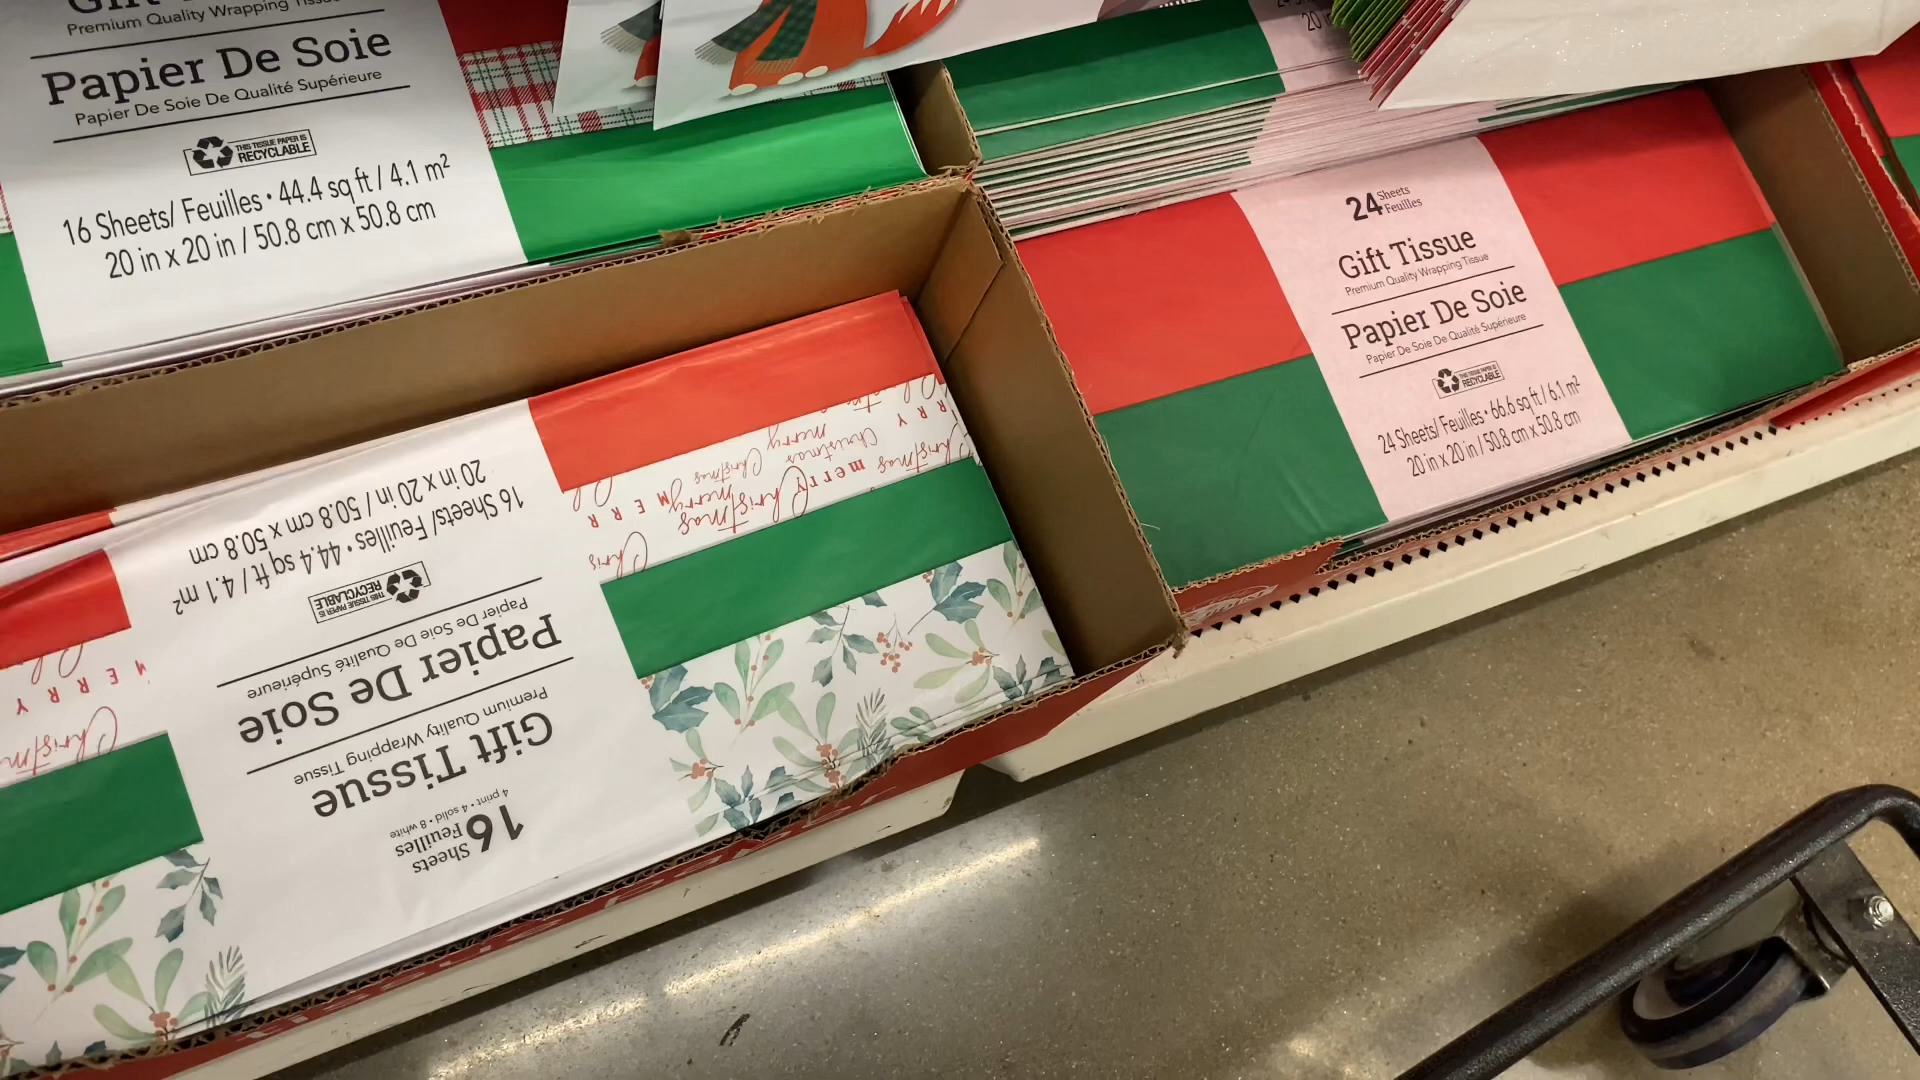 Premium Quality Wrapping Tissue
Papier De Soie
Papier De Soie De Qualité Supérieure
THIS TISSUE PAPER IS
RECYCLABLE
16 Sheets/ Feuilles • 44.4 sq ft / 4.1 m²
20 in x 20 in / 50.8 cm x 50.8 cm
24 Sheets
Feuilles
Gift Tissue
Premium Quality Wrapping Tissue
Papier De Soie
Papier De Soie De Qualité Supérieure
THIS TISSUE PAPER IS
RECYCLABLE
24 Sheets/ Feuilles • 66.6 sq ft / 6.1 m²
20 in x 20 in / 50.8 cm x 50.8 cm
16 Sheets
Feuilles
4 print • 4 solid • 8 white
Gift Tissue
Premium Quality Wrapping Tissue
Papier De Soie
Papier De Soie De Qualité Supérieure
THIS TISSUE PAPER IS
RECYCLABLE
16 Sheets/ Feuilles • 44.4 sq ft / 4.1 m²
20 in x 20 in / 50.8 cm x 50.8 cm
merry
Christmas
Christmas
merry
Christmas
merry